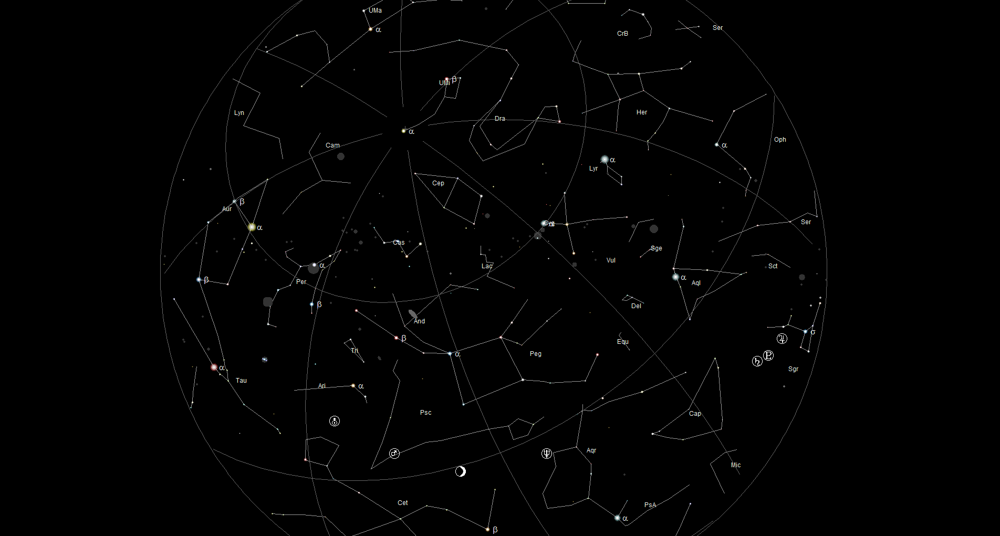 UMa
α
Ser
CrB
UMi β
Lyn
Her
Dra
α
Oph
Cam
α
α
Lyr
Cep
β
Aur
α
Cyg α
Ser
Cas
Sge
Vul
α
Lac
Sct
β
Per
α
Aql
β
Del
And
σ
β
Equ
♃
Tri
α
Peg
♇
♄
α
Sgr
Tau
Ari
α
Psc
Cap
⛢
♂
♆
Aqr
Mic
Cet
PsA
α
β